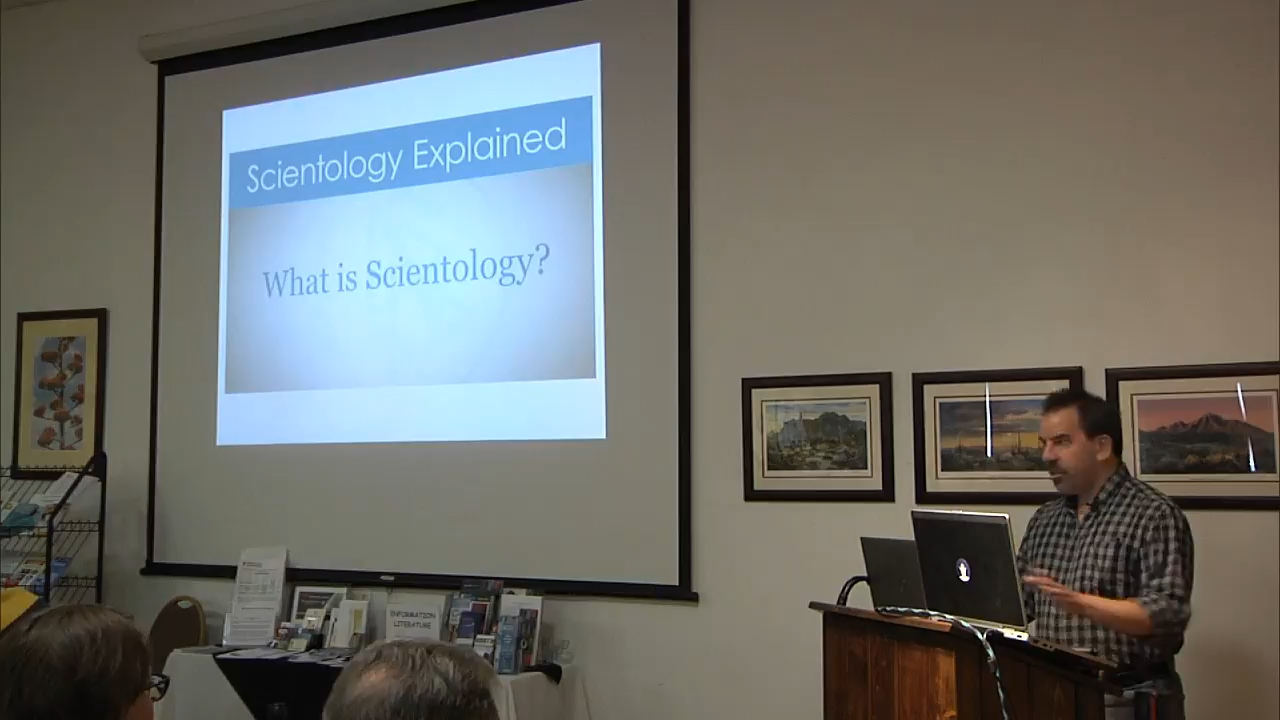 Scientology Explained
What is Scientology?
INFORMATION
LITERATURE